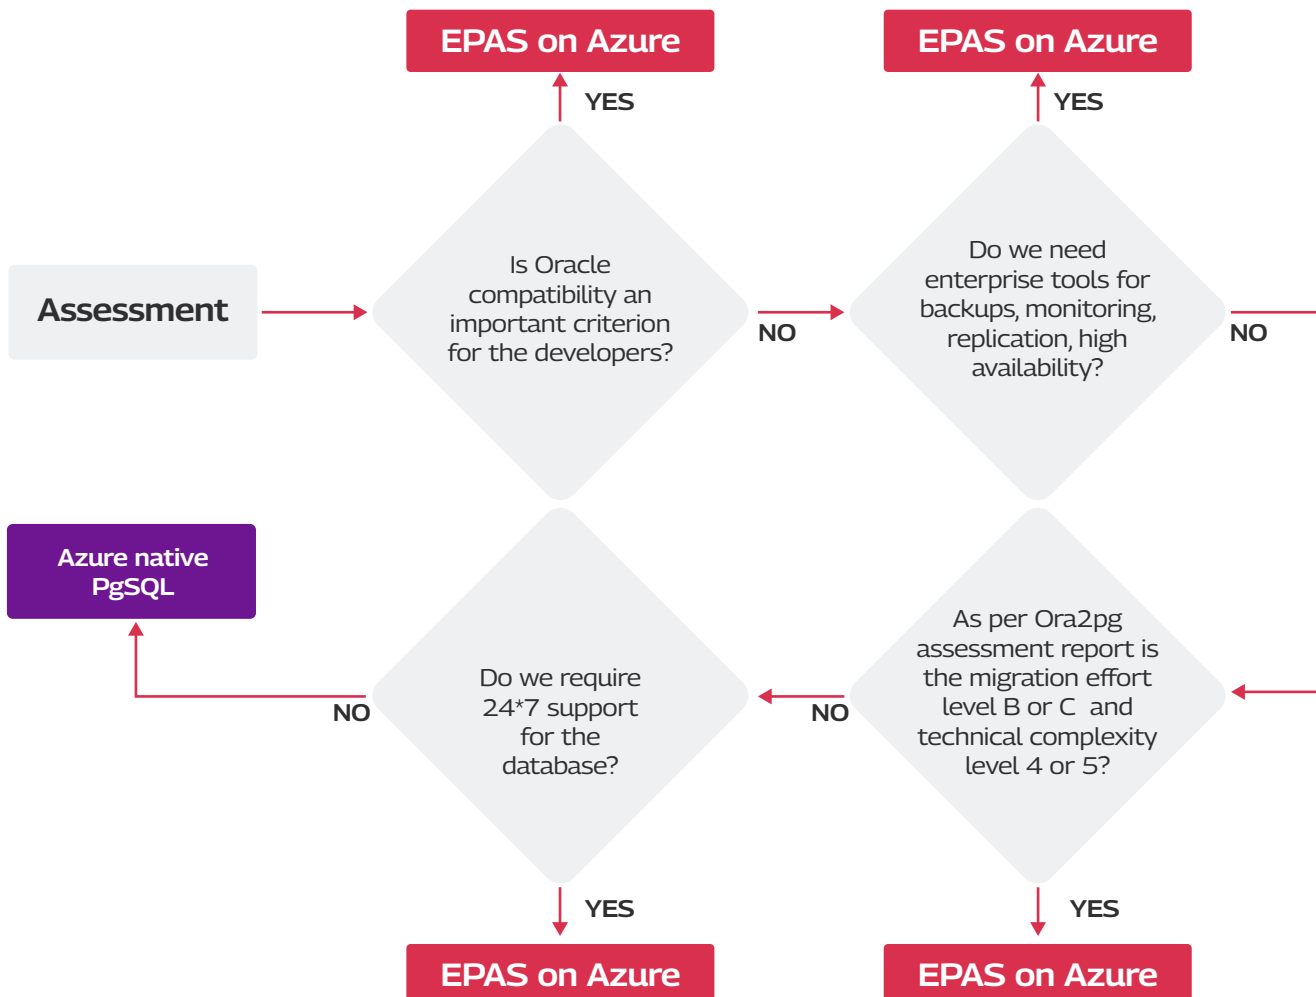 EPAS on Azure
EPAS on Azure
YES
YES
Assessment
Is Oracle
compatibility an
important criterion
for the developers?
NO
Do we need
enterprise tools for
backups, monitoring,
replication, high
availability?
NO
Azure native
PgSQL
NO
Do we require
24*7 support
for the
database?
NO
As per Ora2pg
assessment report is
the migration effort
level B or C and
technical complexity
level 4 or 5?
YES
YES
EPAS on Azure
EPAS on Azure